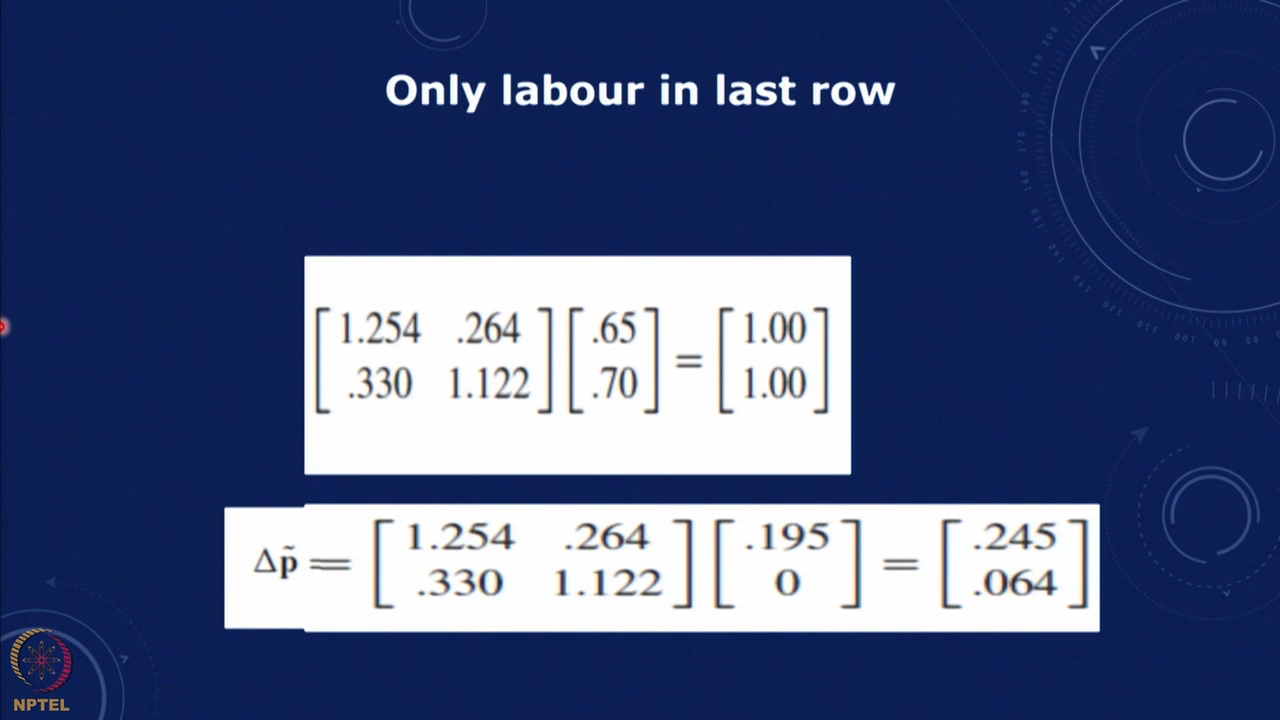 Only labour in last row
[ 1.254 .264 ] [ .65 ] = [ 1.00 ]
[ .330 1.122 ] [ .70 ] [ 1.00 ]
Δp̃ = [ 1.254 .264 ] [ .195 ] = [ .245 ]
[ .330 1.122 ] [ 0 ] [ .064 ]
NPTEL